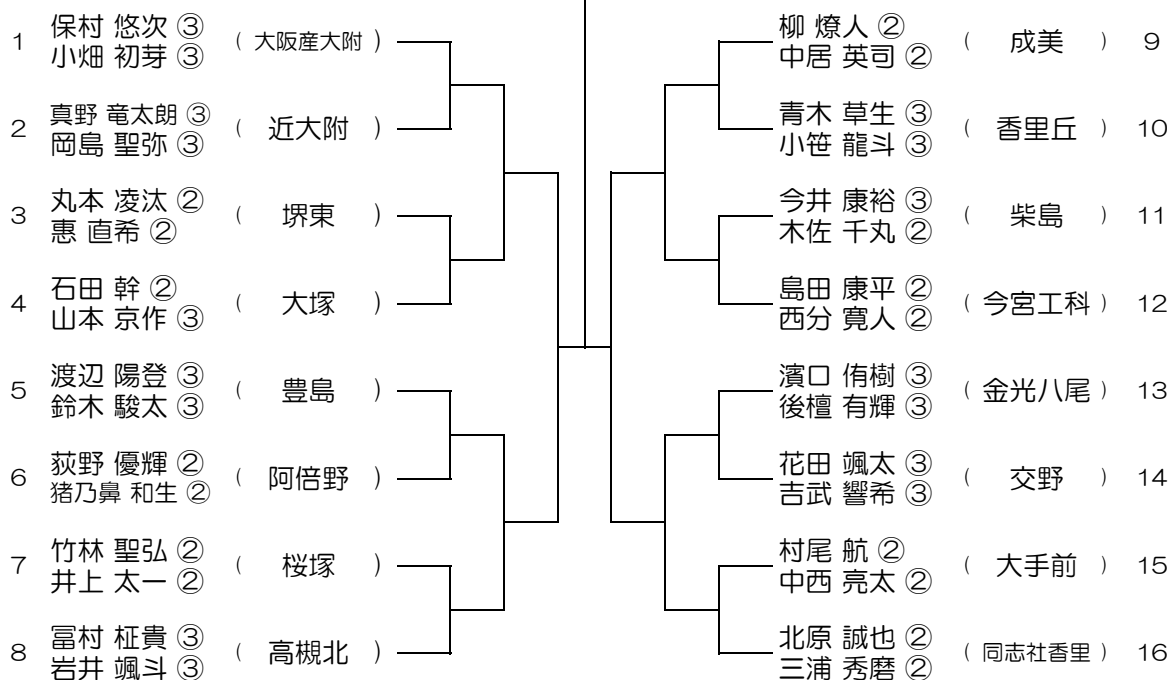 1 保村 悠次 ③
小畑 初芽 ③ ( 大阪産大附 )
2 真野 竜太朗 ③
岡島 聖弥 ③ ( 近大附 )
3 丸本 凌汰 ②
惠 直希 ② ( 堺東 )
4 石田 幹 ②
山本 京作 ③ ( 大塚 )
5 渡辺 陽登 ③
鈴木 駿太 ③ ( 豊島 )
6 荻野 優輝 ②
猪乃鼻 和生 ② ( 阿倍野 )
7 竹林 聖弘 ②
井上 太一 ② ( 桜塚 )
8 冨村 柾貴 ③
岩井 颯斗 ③ ( 高槻北 )
柳 燎人 ②
中居 英司 ② ( 成美 ) 9
青木 草生 ③
小笹 龍斗 ③ ( 香里丘 ) 10
今井 康裕 ③
木佐 千丸 ② ( 柴島 ) 11
島田 康平 ②
西分 寛人 ② ( 今宮工科 ) 12
濱口 侑樹 ③
後檀 有輝 ③ ( 金光八尾 ) 13
花田 颯太 ③
吉武 響希 ③ ( 交野 ) 14
村尾 航 ②
中西 亮太 ② ( 大手前 ) 15
北原 誠也 ②
三浦 秀磨 ② ( 同志社香里 ) 16